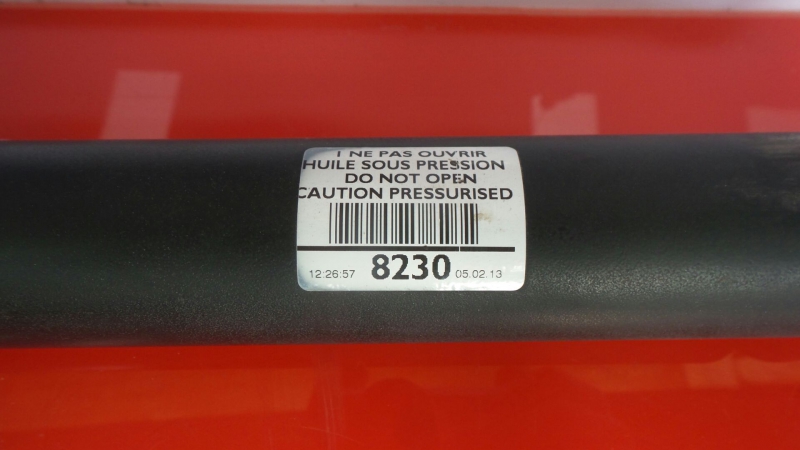 ! NE PAS OUVRIR
HUILE SOUS PRESSION
DO NOT OPEN
CAUTION PRESSURISED
12:26:57 8230 05.02.13